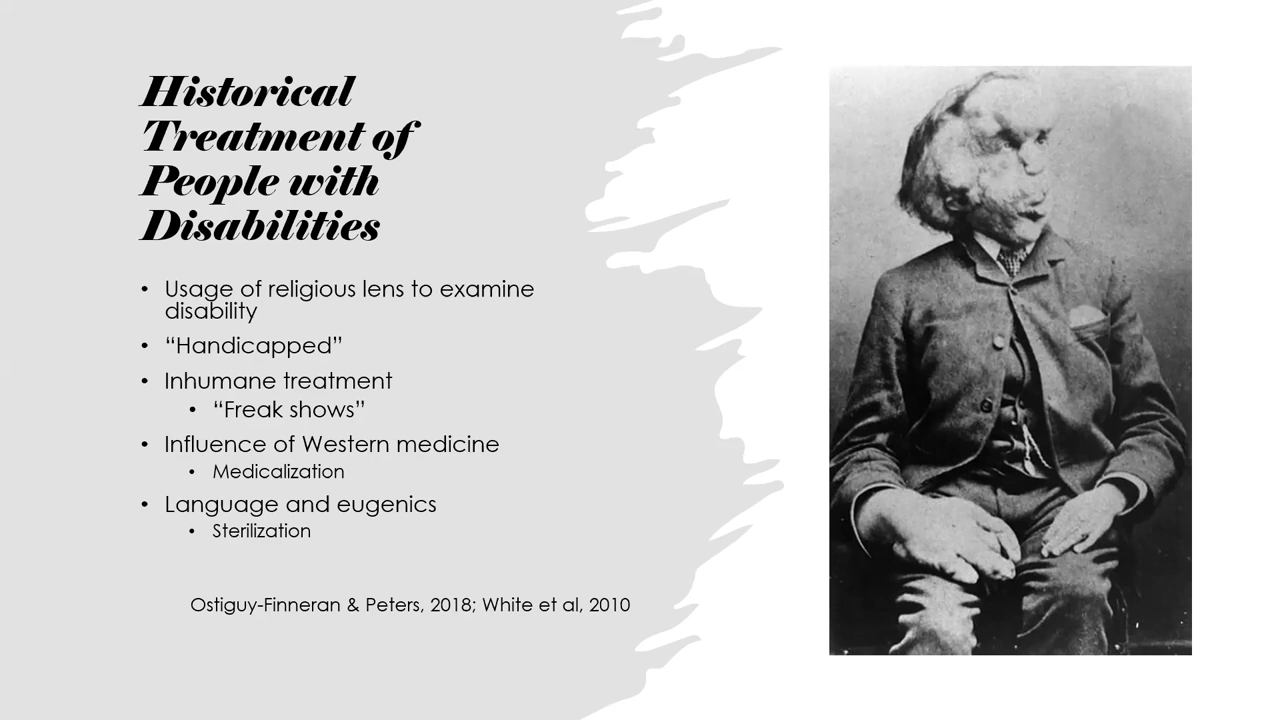 Historical
Treatment of
People with
Disabilities
• Usage of religious lens to examine
disability
• “Handicapped”
• Inhumane treatment
• “Freak shows”
• Influence of Western medicine
• Medicalization
• Language and eugenics
• Sterilization
Ostiguy-Finneran & Peters, 2018; White et al, 2010